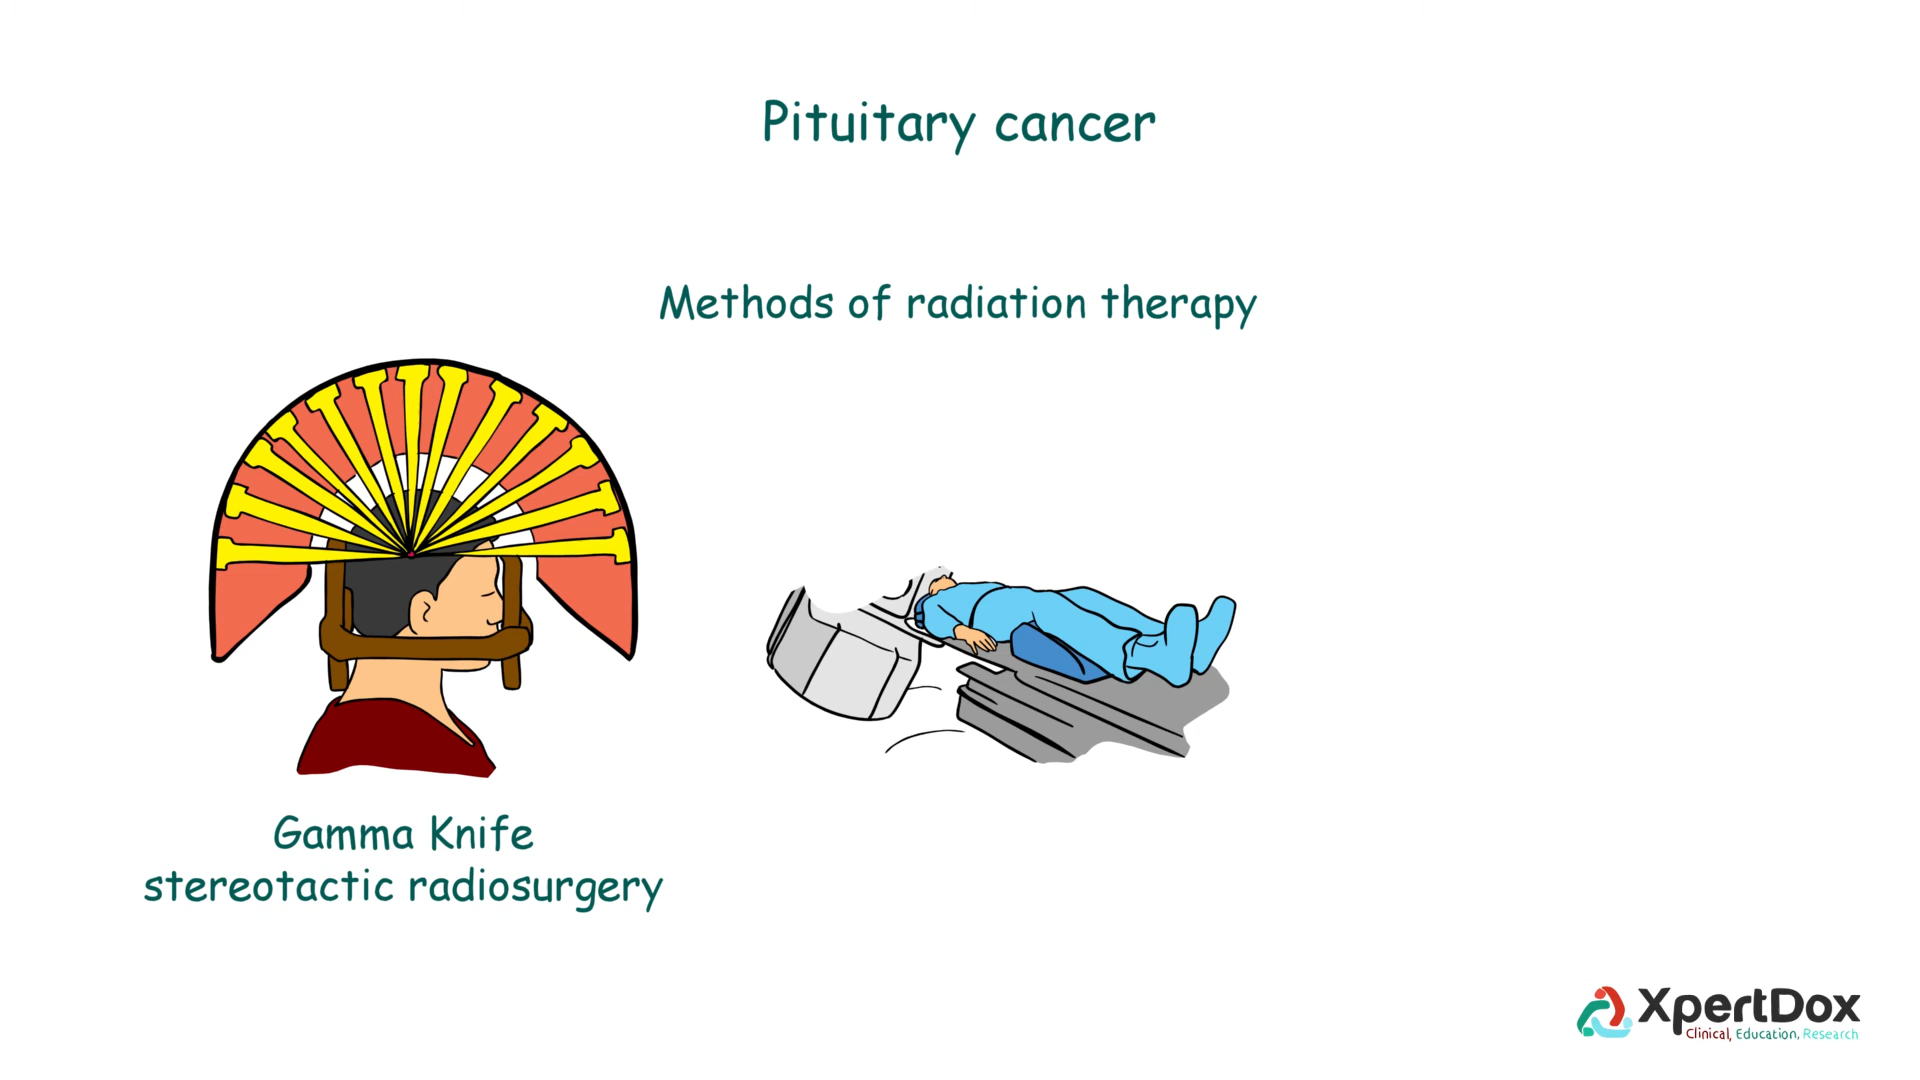 Pituitary cancer
Methods of radiation therapy
Gamma Knife
stereotactic radiosurgery
XpertDox
Clinical, Education, Research